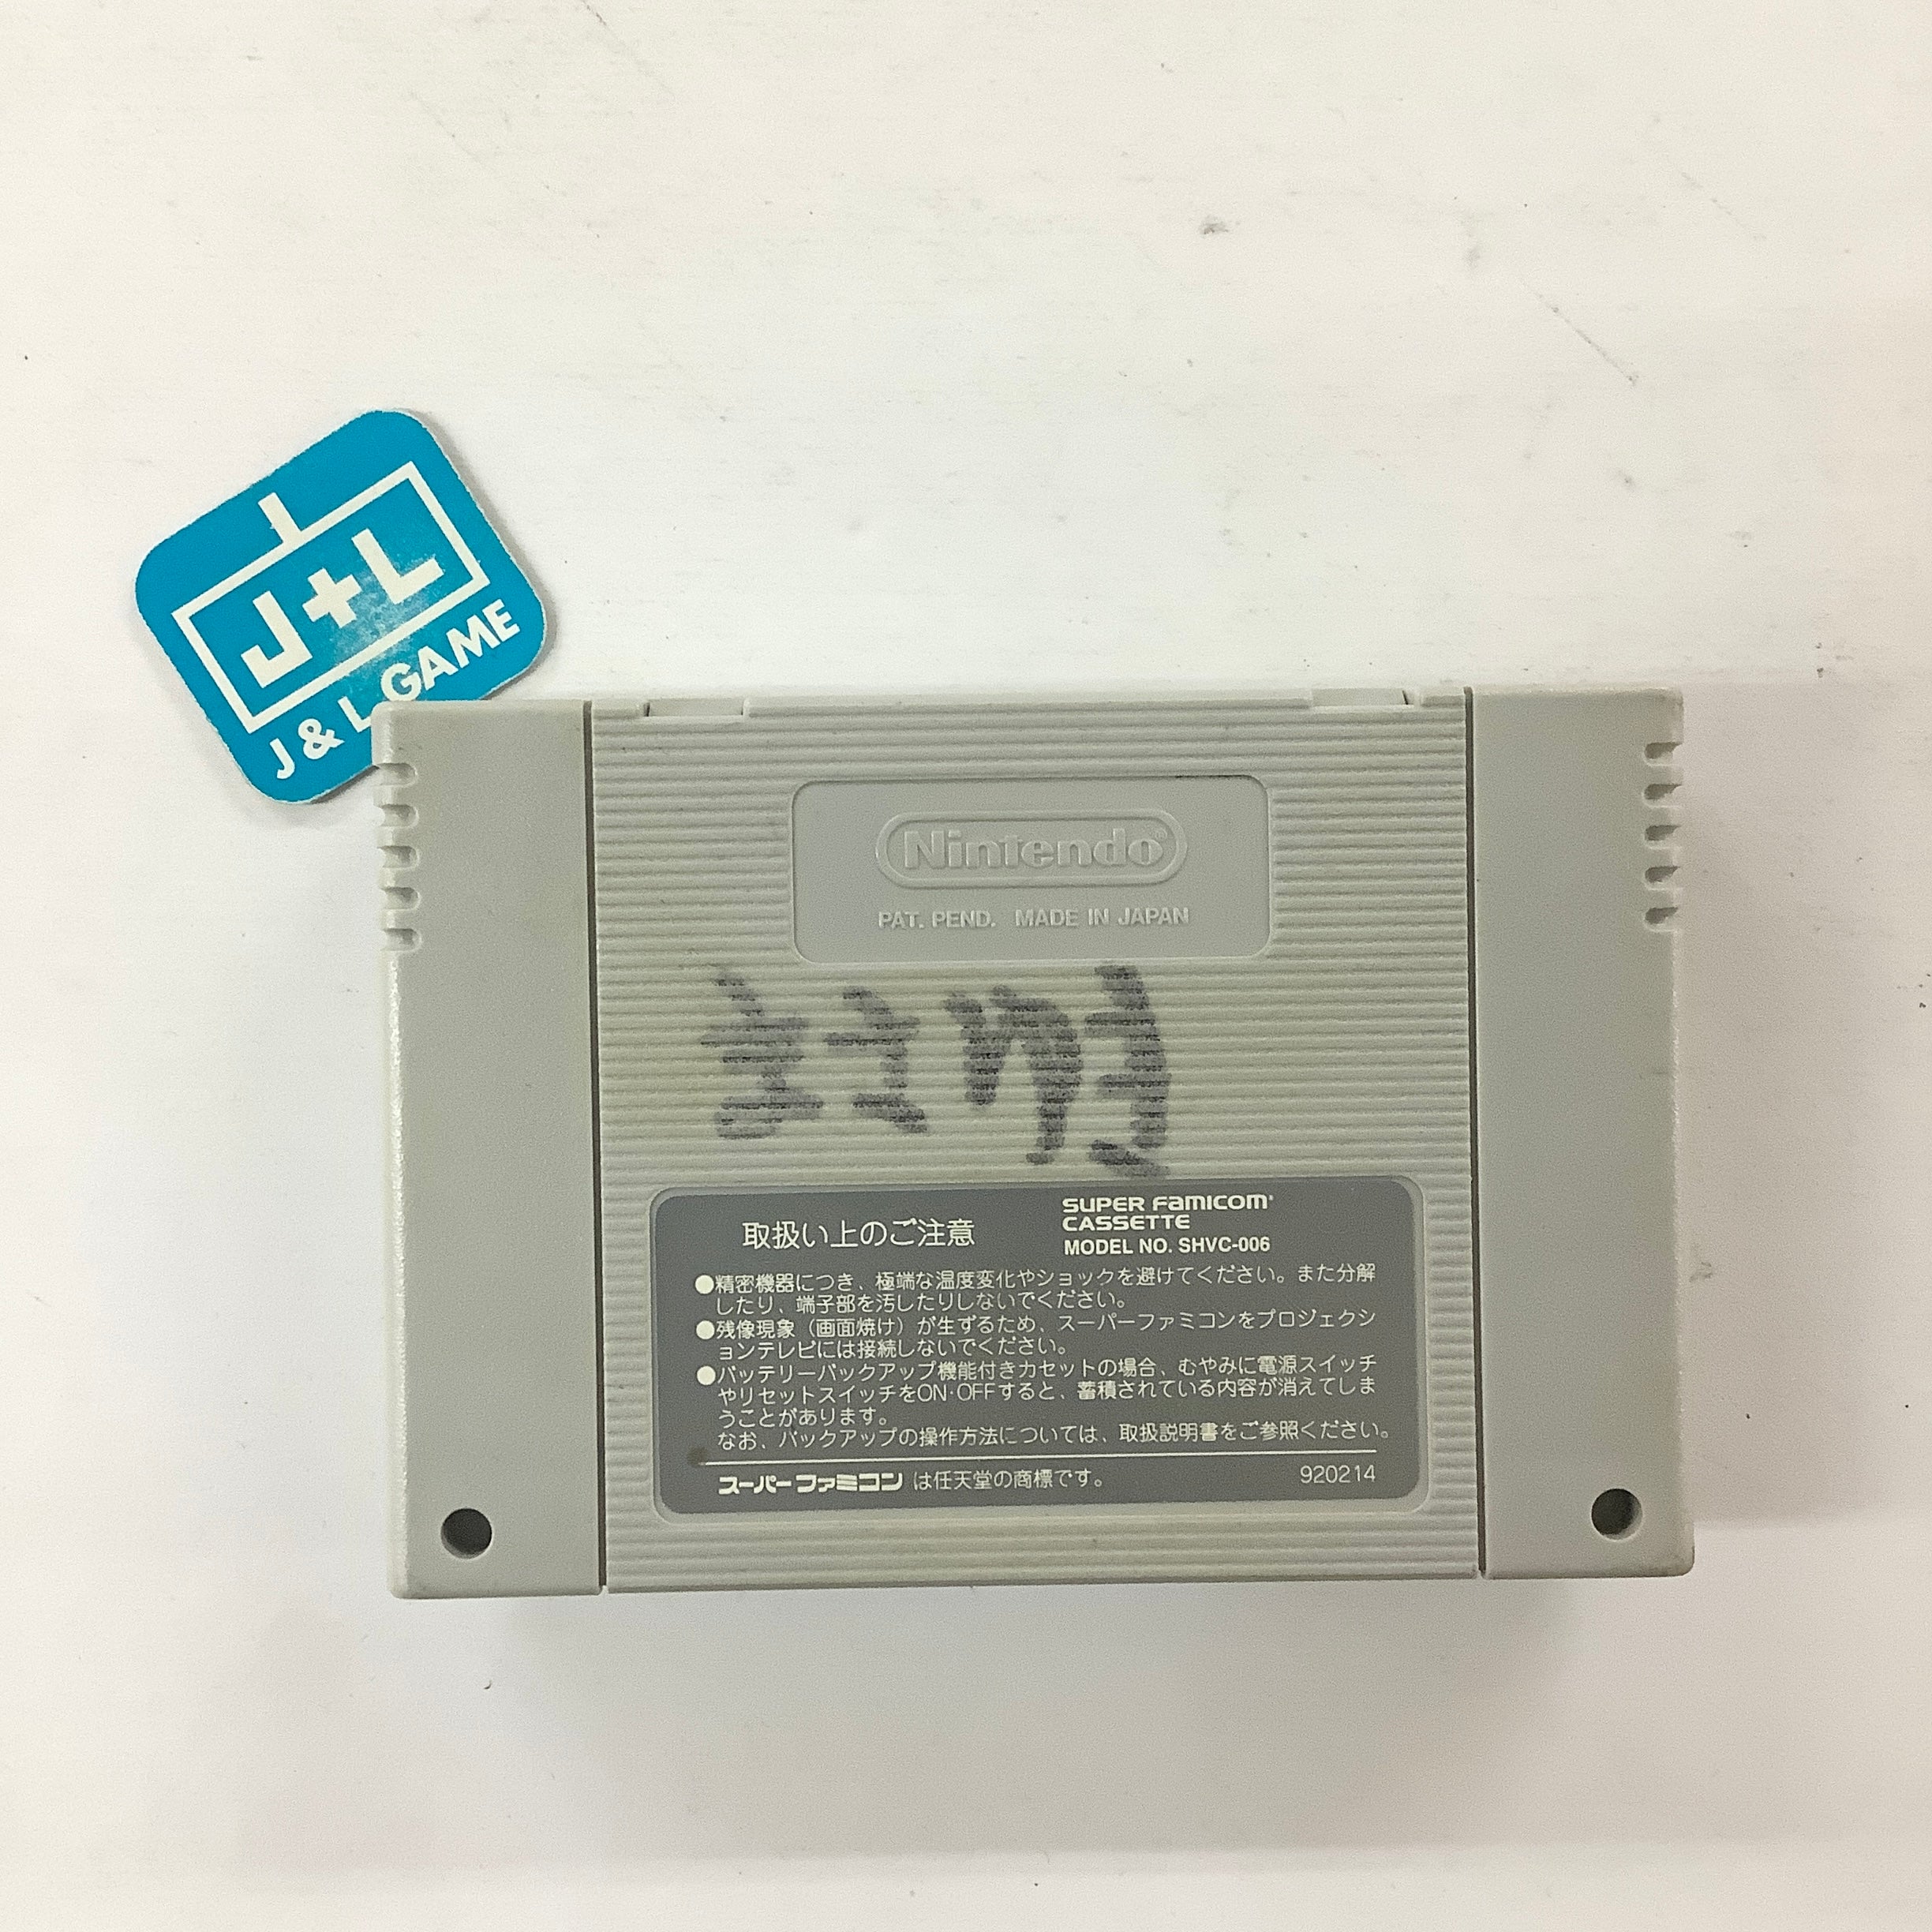 J+L
J & L GAME
Nintendo®
PAT. PEND. MADE IN JAPAN
取扱い上のご注意
SUPER FAMICOM®
CASSETTE
MODEL NO. SHVC-006
●精密機器につき、極端な温度変化やショックを避けてください。また分解
したり、端子部を汚したりしないでください。
●残像現象（画面焼け）が生ずるため、スーパーファミコンをプロジェクシ
ョンテレビには接続しないでください。
●バッテリーバックアップ機能付きカセットの場合、むやみに電源スイッチ
やリセットスイッチをON·OFFすると、蓄積されている内容が消えてしま
うことがあります。
なお、バックアップの操作方法については、取扱説明書をご参照ください。
スーパーファミコン は任天堂の商標です。
920214